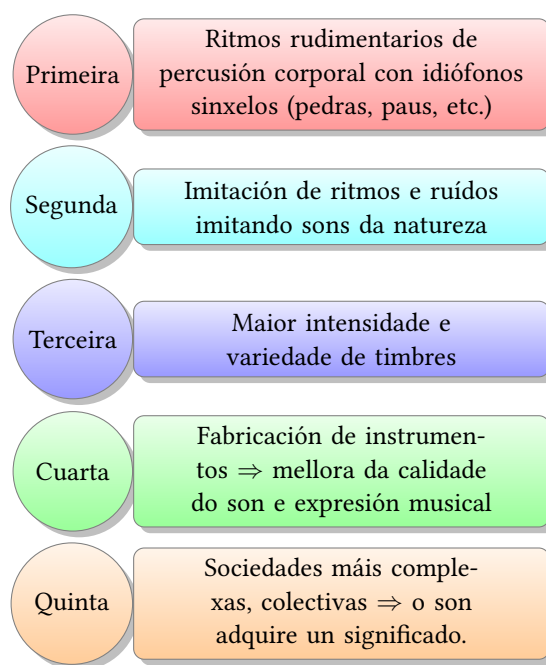 Primeira
Ritmos rudimentarios de
percusión corporal con idiófonos
sinxelos (pedras, paus, etc.)
Segunda
Imitación de ritmos e ruídos
imitando sons da natureza
Terceira
Maior intensidade e
variedade de timbres
Cuarta
Fabricación de instrumen-
tos ⇒ mellora da calidade
do son e expresión musical
Quinta
Sociedades máis comple-
xas, colectivas ⇒ o son
adquire un significado.